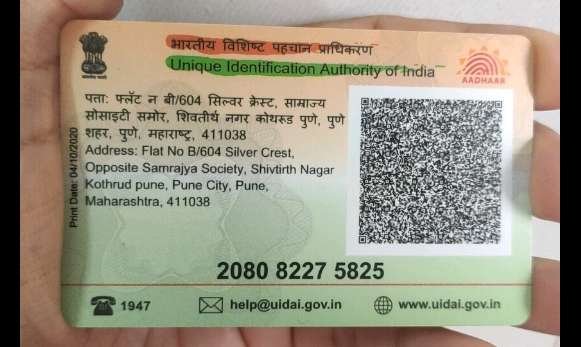 भारतीय विशिष्ट पहचान प्राधिकरण
Unique Identification Authority of India
AADHAAR
पता: फ्लॅट न बी/604 सिल्वर क्रेस्ट, साम्राज्य
सोसाइटी समोर, शिवतीर्थ नगर कोथरुड पुणे, पुणे
शहर, पुणे, महाराष्ट्र, 411038
Address: Flat No B/604 Silver Crest,
Opposite Samrajya Society, Shivtirth Nagar
Kothrud pune, Pune City, Pune,
Maharashtra, 411038
Print Date: 04/10/2020
2080 8227 5825
1947
help@uidai.gov.in
www.uidai.gov.in